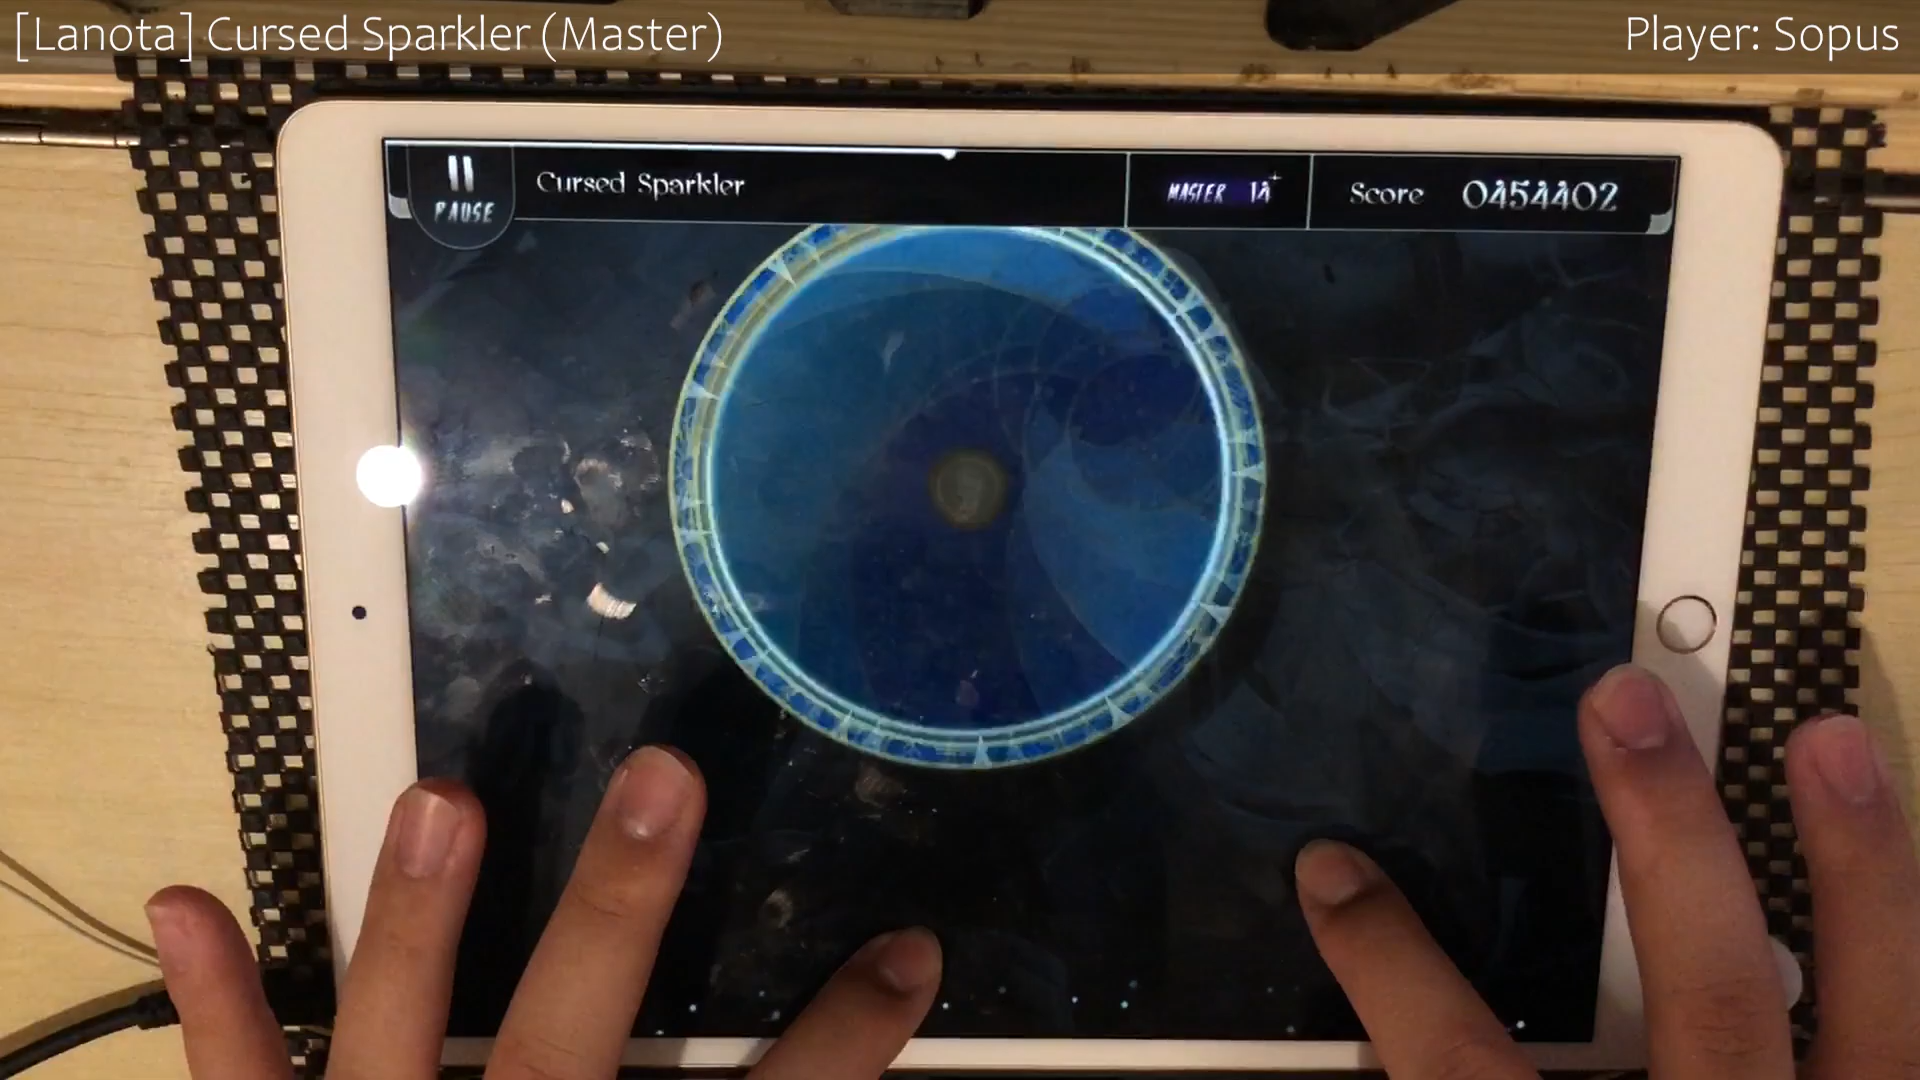 [Lanota] Cursed Sparkler (Master)
Player: Sopus
PAUSE
Cursed Sparkler
MASTER 14+
Score 0454402